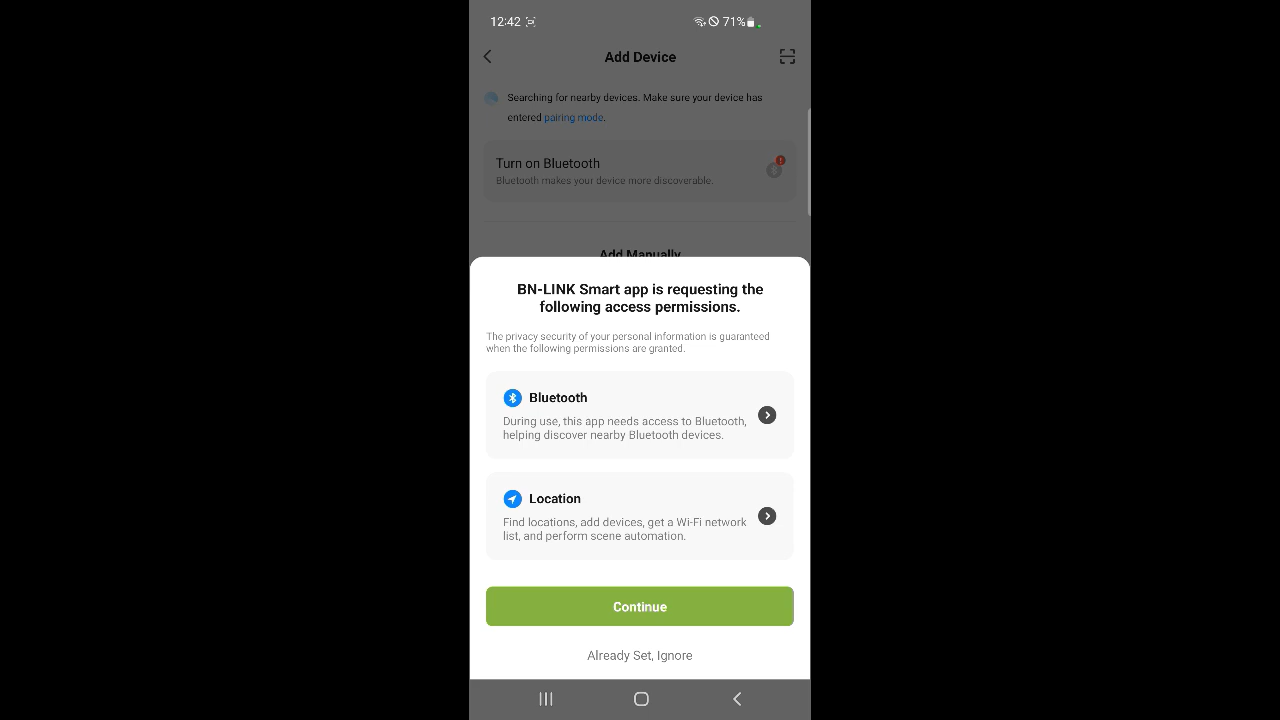 12:42 71%
Add Device
Searching for nearby devices. Make sure your device has
entered pairing mode.
Turn on Bluetooth
Bluetooth makes your device more discoverable.
Add Manually
BN-LINK Smart app is requesting the
following access permissions.
The privacy security of your personal information is guaranteed
when the following permissions are granted.
Bluetooth
During use, this app needs access to Bluetooth,
helping discover nearby Bluetooth devices.
Location
Find locations, add devices, get a Wi-Fi network
list, and perform scene automation.
Continue
Already Set, Ignore